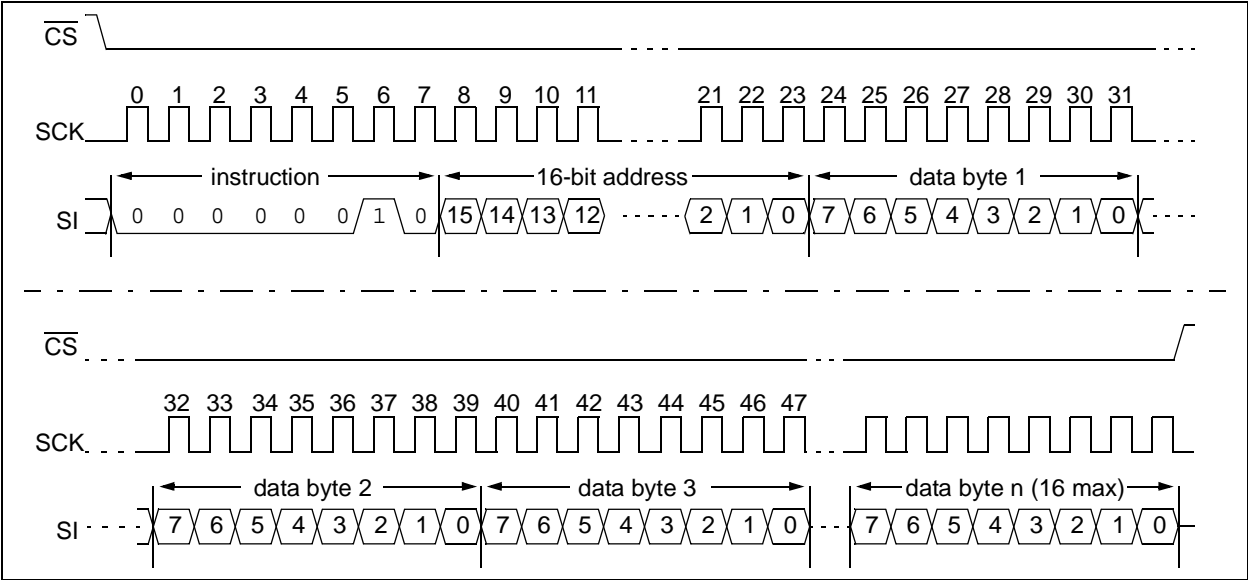 CS
0 1 2 3 4 5 6 7 8 9 10 11 21 22 23 24 25 26 27 28 29 30 31
SCK
instruction 16-bit address data byte 1
SI 0 0 0 0 0 0 1 0 15 14 13 12 2 1 0 7 6 5 4 3 2 1 0
CS
32 33 34 35 36 37 38 39 40 41 42 43 44 45 46 47
SCK
data byte 2 data byte 3 data byte n (16 max)
SI 7 6 5 4 3 2 1 0 7 6 5 4 3 2 1 0 7 6 5 4 3 2 1 0